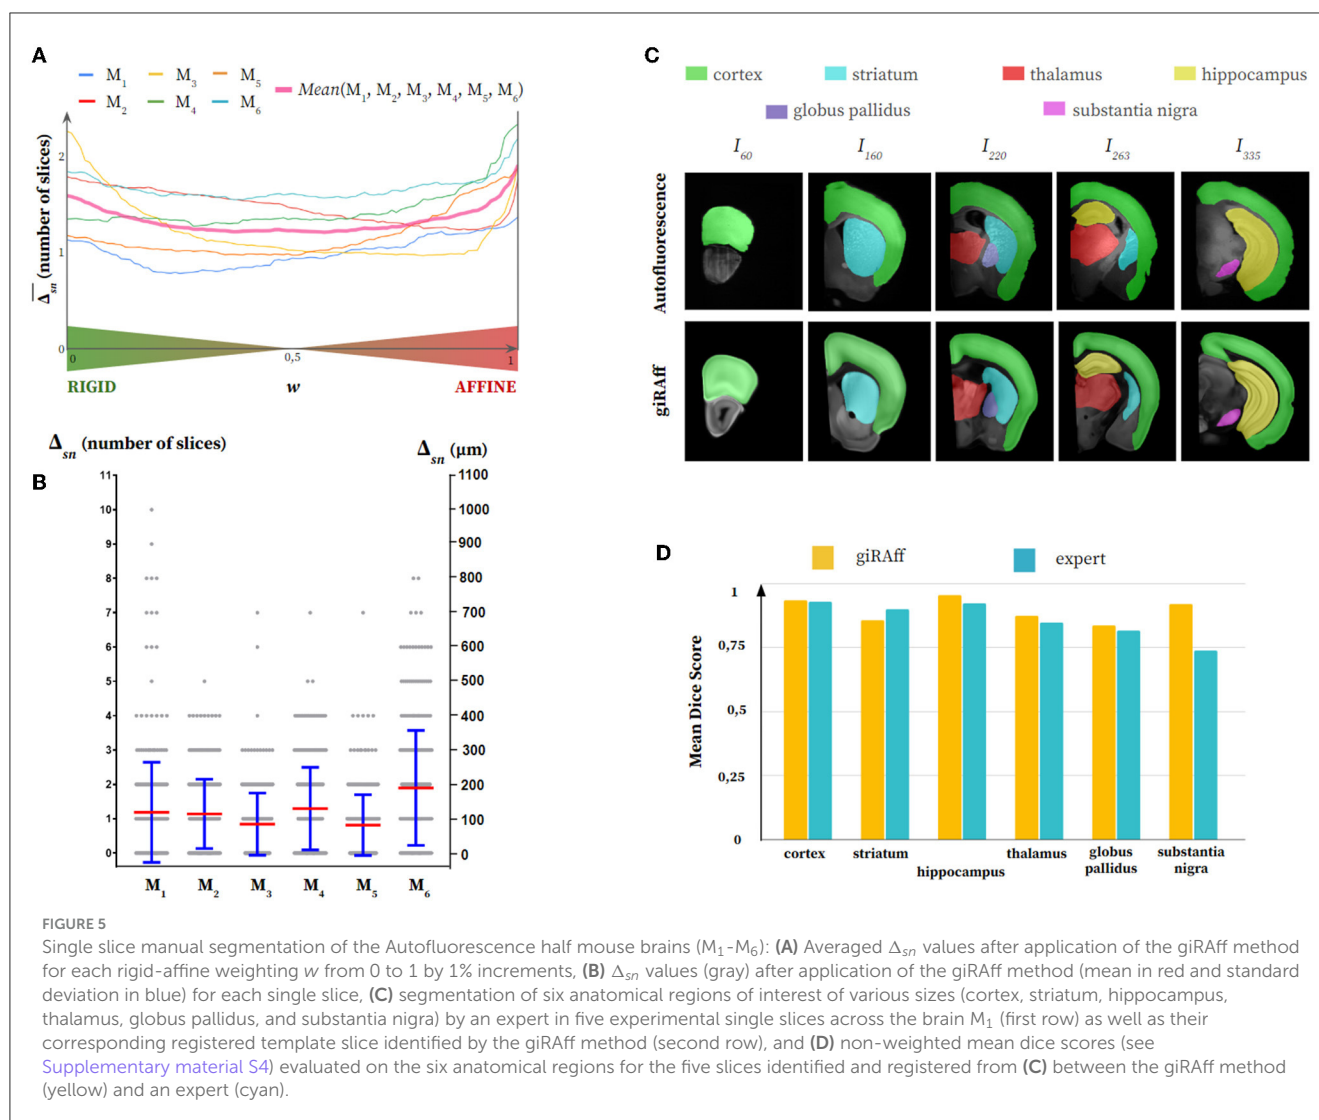 A
M1 M3 M5
M2 M4 M6
Mean(M1, M2, M3, M4, M5, M6)
Δsn (number of slices)
2
1
0
0 0,5 1
RIGID w AFFINE
B
Δsn (number of slices)
Δsn (µm)
11 1100
10 1000
9 900
8 800
7 700
6 600
5 500
4 400
3 300
2 200
1 100
0 0
M1 M2 M3 M4 M5 M6
C
cortex striatum thalamus hippocampus
globus pallidus substantia nigra
I60 I160 I220 I263 I335
Autofluorescence
giRAff
D
giRAff expert
Mean Dice Score
1
0,75
0,5
0,25
0
cortex striatum hippocampus thalamus globus pallidus substantia nigra
FIGURE 5
Single slice manual segmentation of the Autofluorescence half mouse brains (M1-M6): (A) Averaged Δsn values after application of the giRAff method
for each rigid-affine weighting w from 0 to 1 by 1% increments, (B) Δsn values (gray) after application of the giRAff method (mean in red and standard
deviation in blue) for each single slice, (C) segmentation of six anatomical regions of interest of various sizes (cortex, striatum, hippocampus,
thalamus, globus pallidus, and substantia nigra) by an expert in five experimental single slices across the brain M1 (first row) as well as their
corresponding registered template slice identified by the giRAff method (second row), and (D) non-weighted mean dice scores (see
Supplementary material S4) evaluated on the six anatomical regions for the five slices identified and registered from (C) between the giRAff method
(yellow) and an expert (cyan).